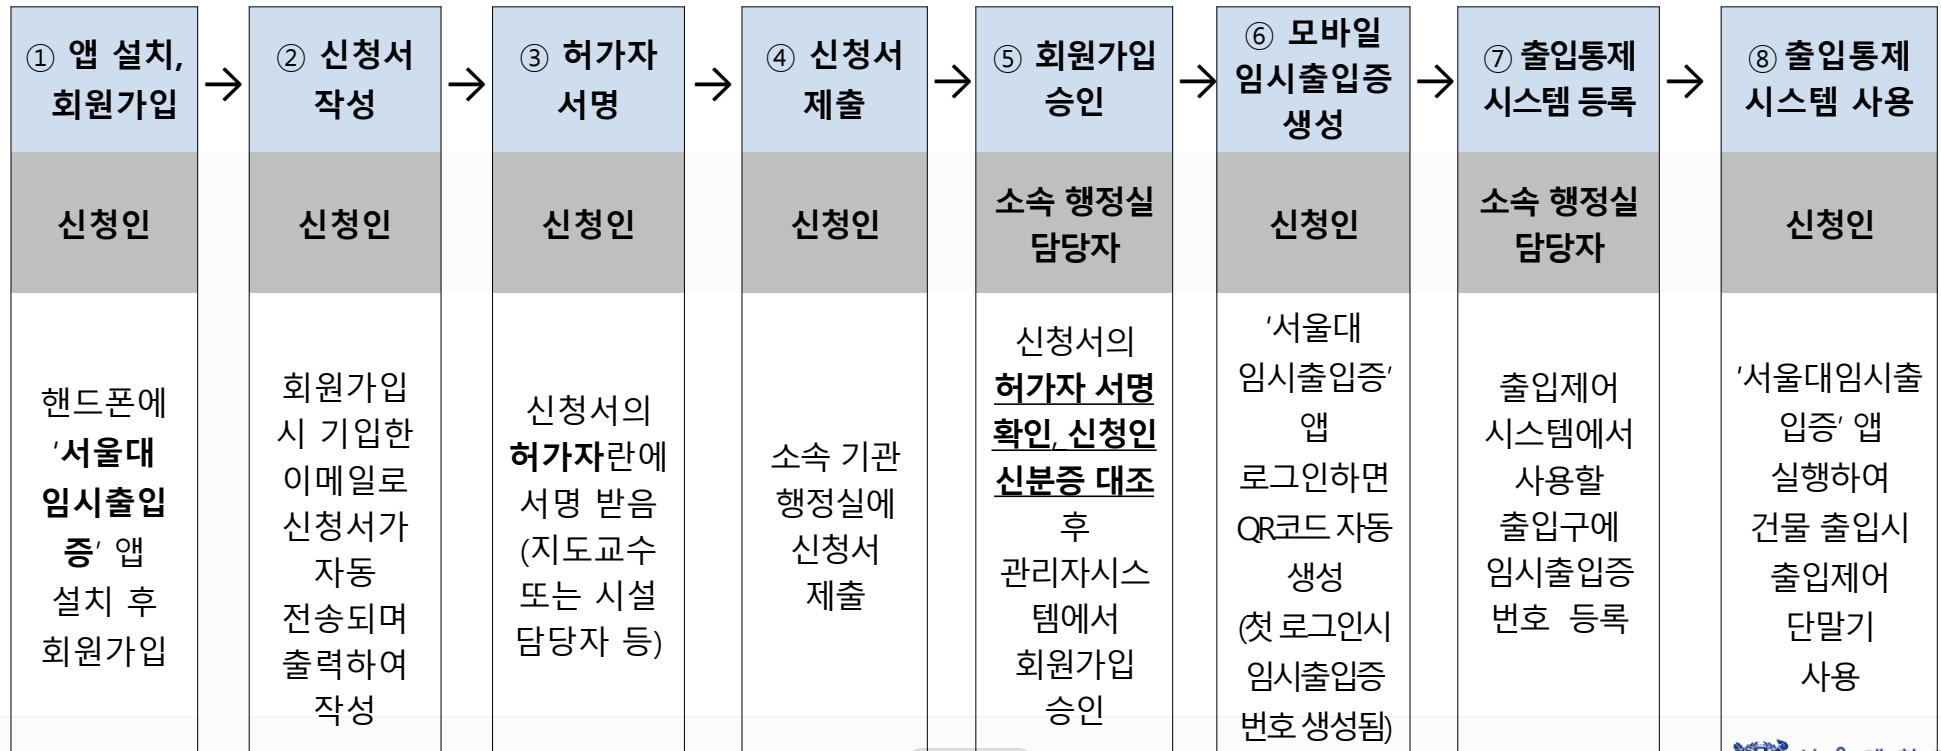 ① 앱 설치,
회원가입
→
② 신청서
작성
→
③ 허가자
서명
→
④ 신청서
제출
→
⑤ 회원가입
승인
→
⑥ 모바일
임시출입증
생성
→
⑦ 출입통제
시스템 등록
→
⑧ 출입통제
시스템 사용
신청인
신청인
신청인
신청인
소속 행정실
담당자
신청인
소속 행정실
담당자
신청인
핸드폰에
'서울대
임시출입
증' 앱
설치 후
회원가입
회원가입
시 기입한
이메일로
신청서가
자동
전송되며
출력하여
작성
신청서의
허가자란에
서명 받음
(지도교수
또는 시설
담당자 등)
소속 기관
행정실에
신청서
제출
신청서의
허가자 서명
확인, 신청인
신분증 대조
후
관리자시스
템에서
회원가입
승인
'서울대
임시출입증'
앱
로그인하면
QR코드 자동
생성
(첫 로그인시
임시출입증
번호 생성됨)
출입제어
시스템에서
사용할
출입구에
임시출입증
번호 등록
'서울대임시출
입증' 앱
실행하여
건물 출입시
출입제어
단말기
사용